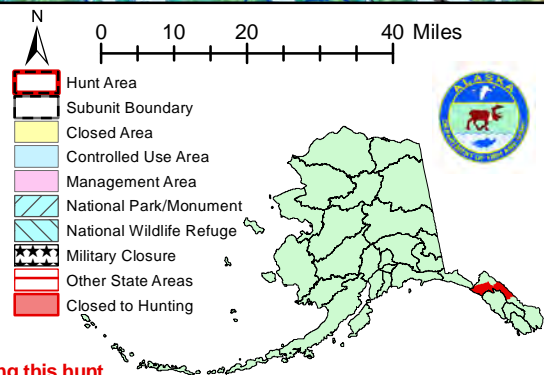 N
0 10 20 40 Miles
Hunt Area
Subunit Boundary
Closed Area
Controlled Use Area
Management Area
National Park/Monument
National Wildlife Refuge
Military Closure
Other State Areas
Closed to Hunting
ALASKA
ng this hunt